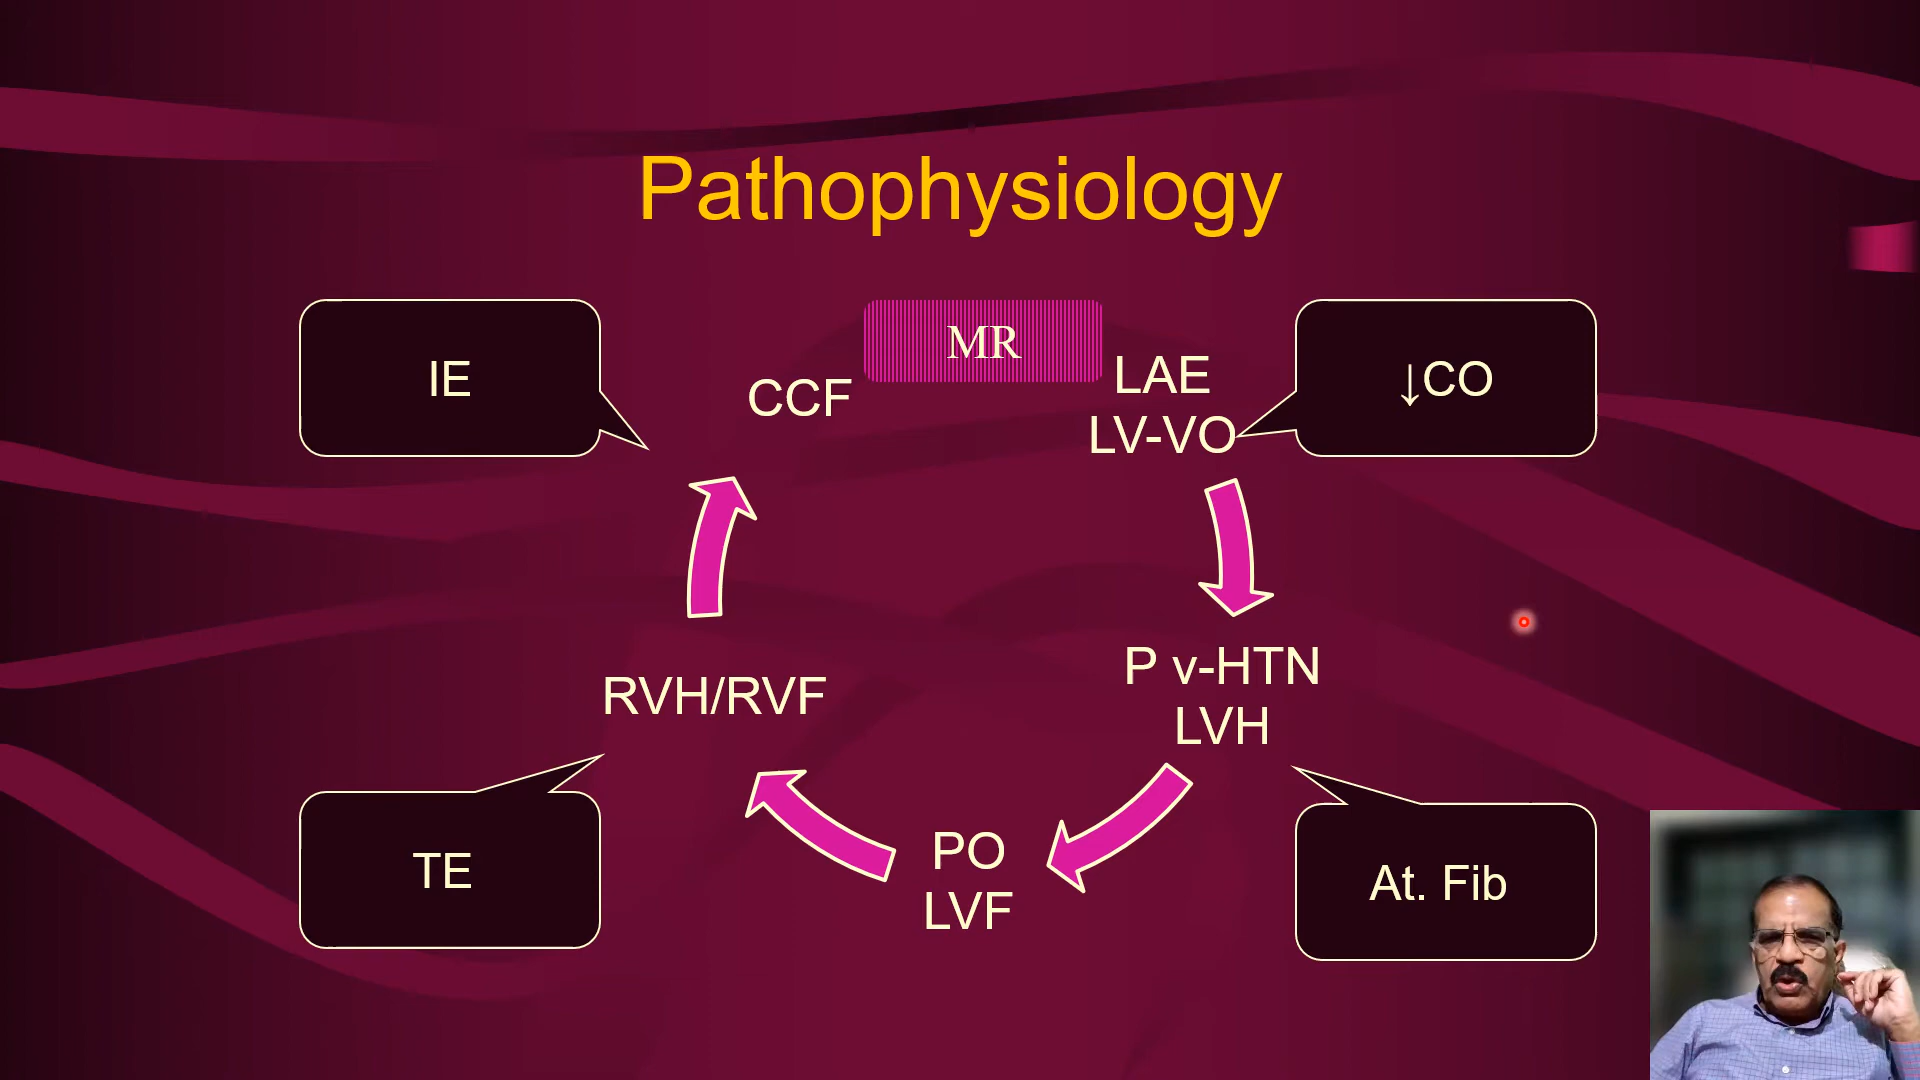 Pathophysiology
MR
IE
CCF
LAE
LV-VO
↓CO
RVH/RVF
P v-HTN
LVH
TE
PO
LVF
At. Fib